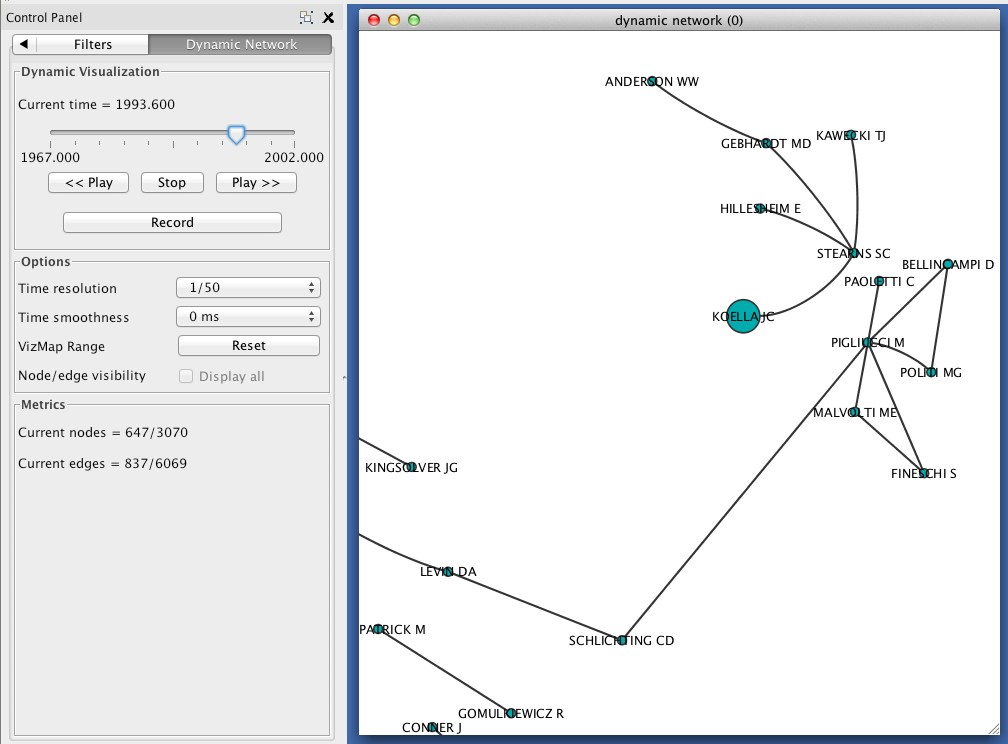 Control Panel
Filters
Dynamic Network
Dynamic Visualization
Current time = 1993.600
1967.000
2002.000
<< Play
Stop
Play >>
Record
Options
Time resolution
1/50
Time smoothness
0 ms
VizMap Range
Reset
Node/edge visibility
Display all
Metrics
Current nodes = 647/3070
Current edges = 837/6069
dynamic network (0)
ANDERSON WW
GEBHARDT MD
KAWECKI TJ
HILLESHEIM E
STEARNS SC
BELLINCAMPI D
PAOLETTI C
KOELLA JC
PIGLIUCCI M
POLITI MG
MALVOLTI ME
KINGSOLVER JG
FINESCHI S
LEVIN DA
PATRICK M
SCHLICHTING CD
GOMULKIEWICZ R
CONNER J